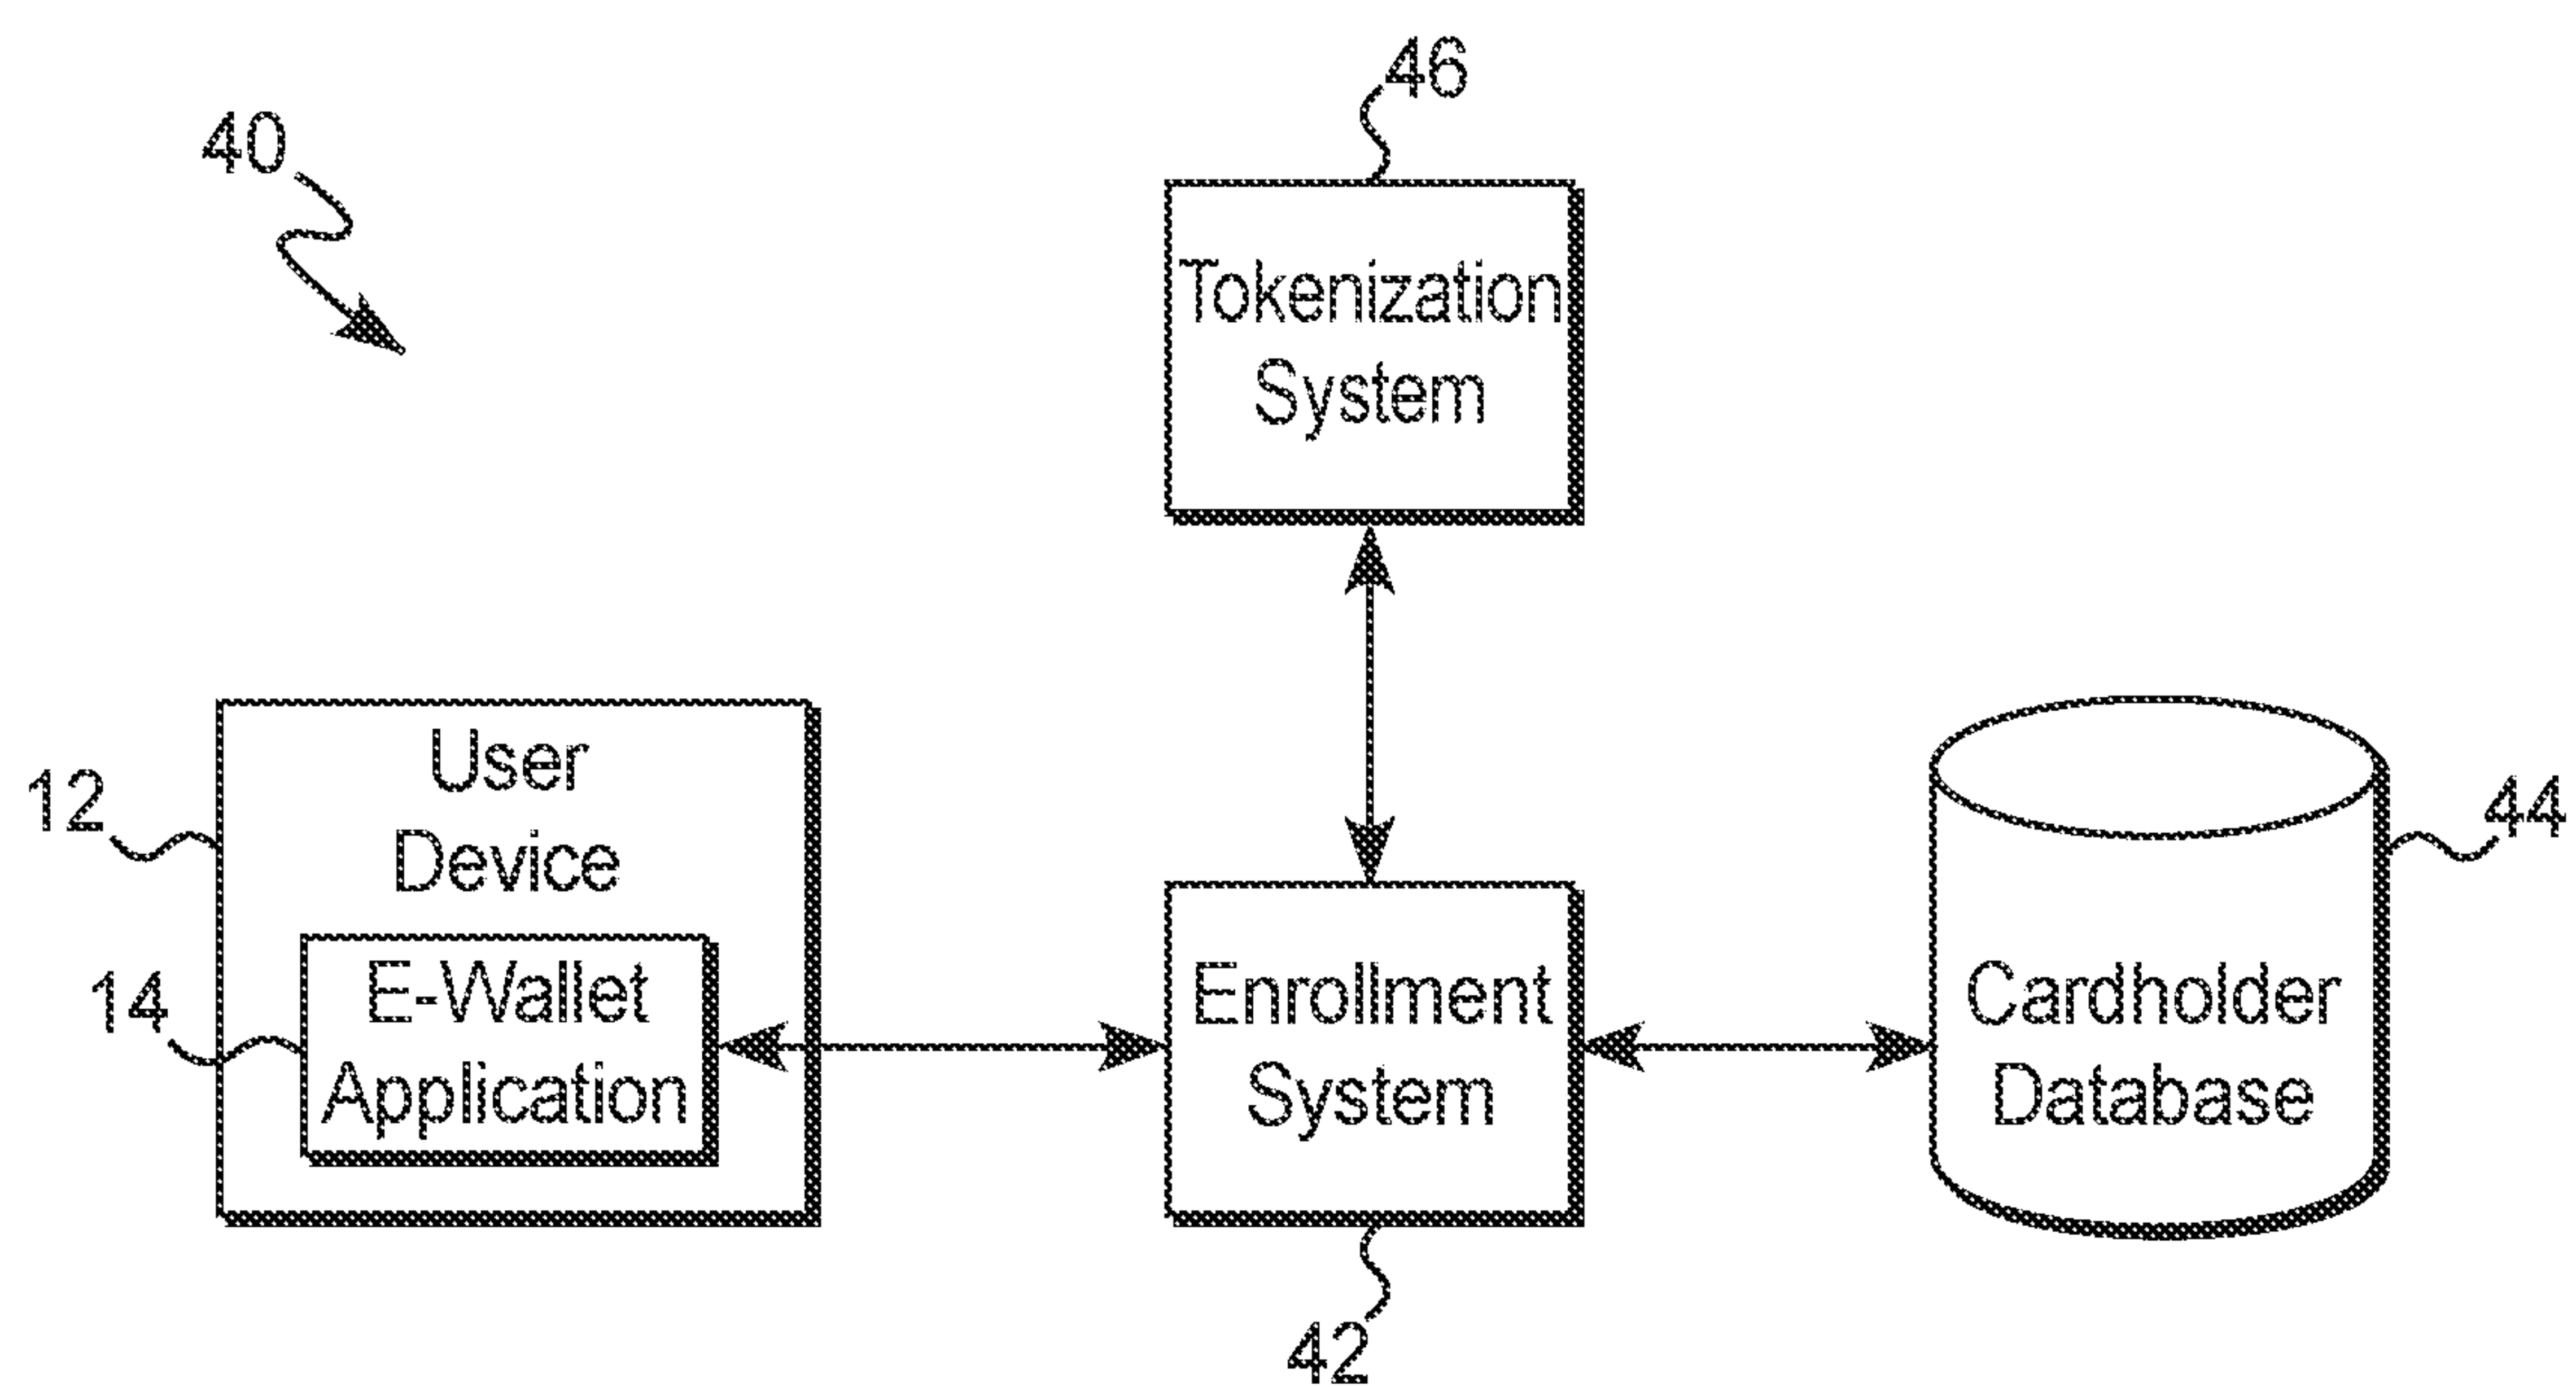 46
40
Tokenization
System
12
User
Device
14
E-Wallet
Application
Enrollment
System
42
Cardholder
Database
44